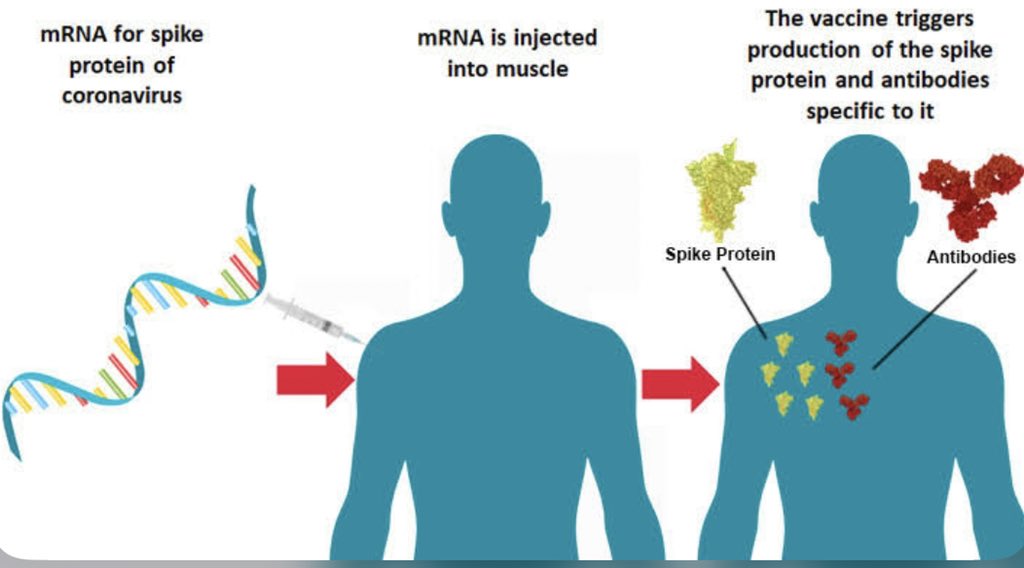 mRNA for spike
protein of
coronavirus
mRNA is injected
into muscle
The vaccine triggers
production of the spike
protein and antibodies
specific to it
Spike Protein
Antibodies